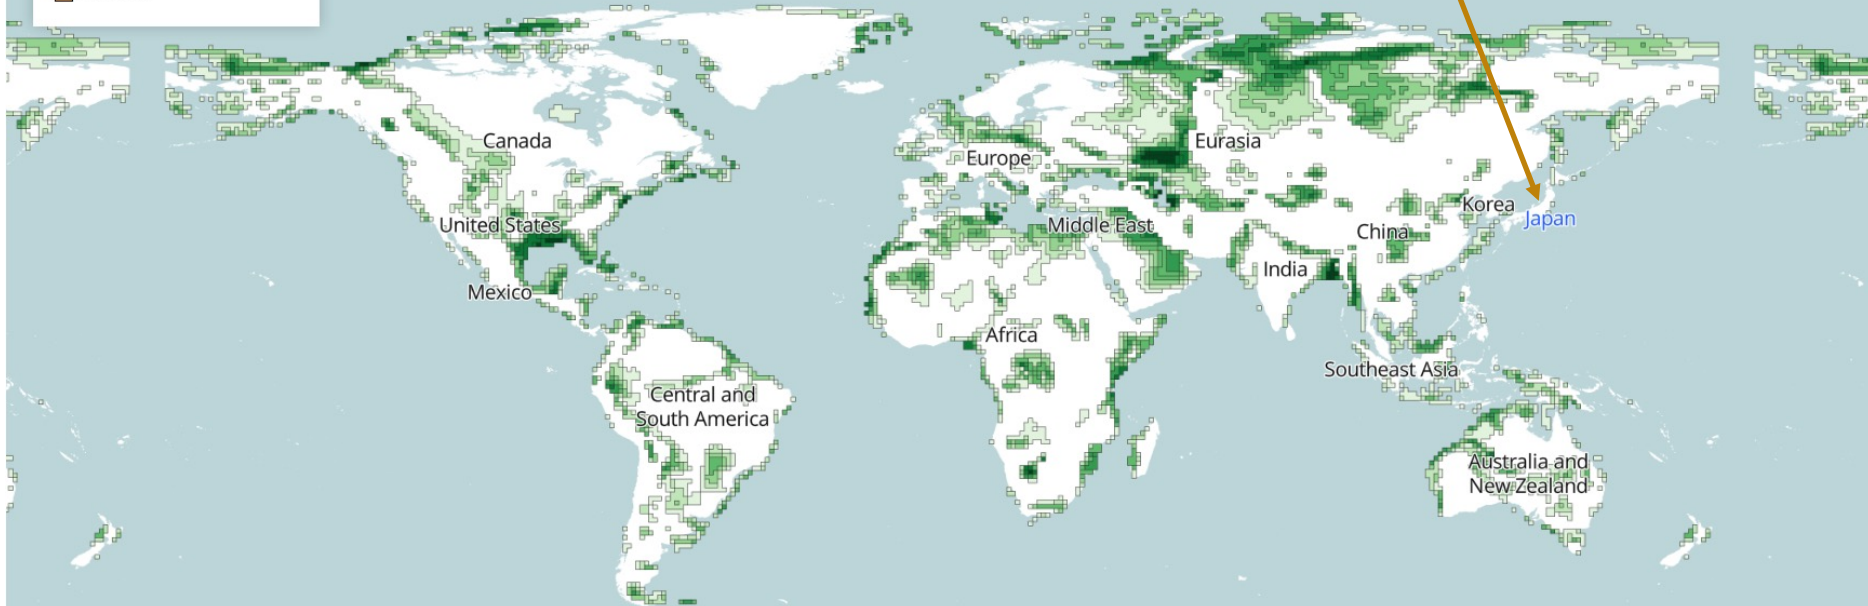 Canada
Europe
Eurasia
United States
Middle East
Korea
Japan
China
Mexico
India
Africa
Southeast Asia
Central and
South America
Australia and
New Zealand